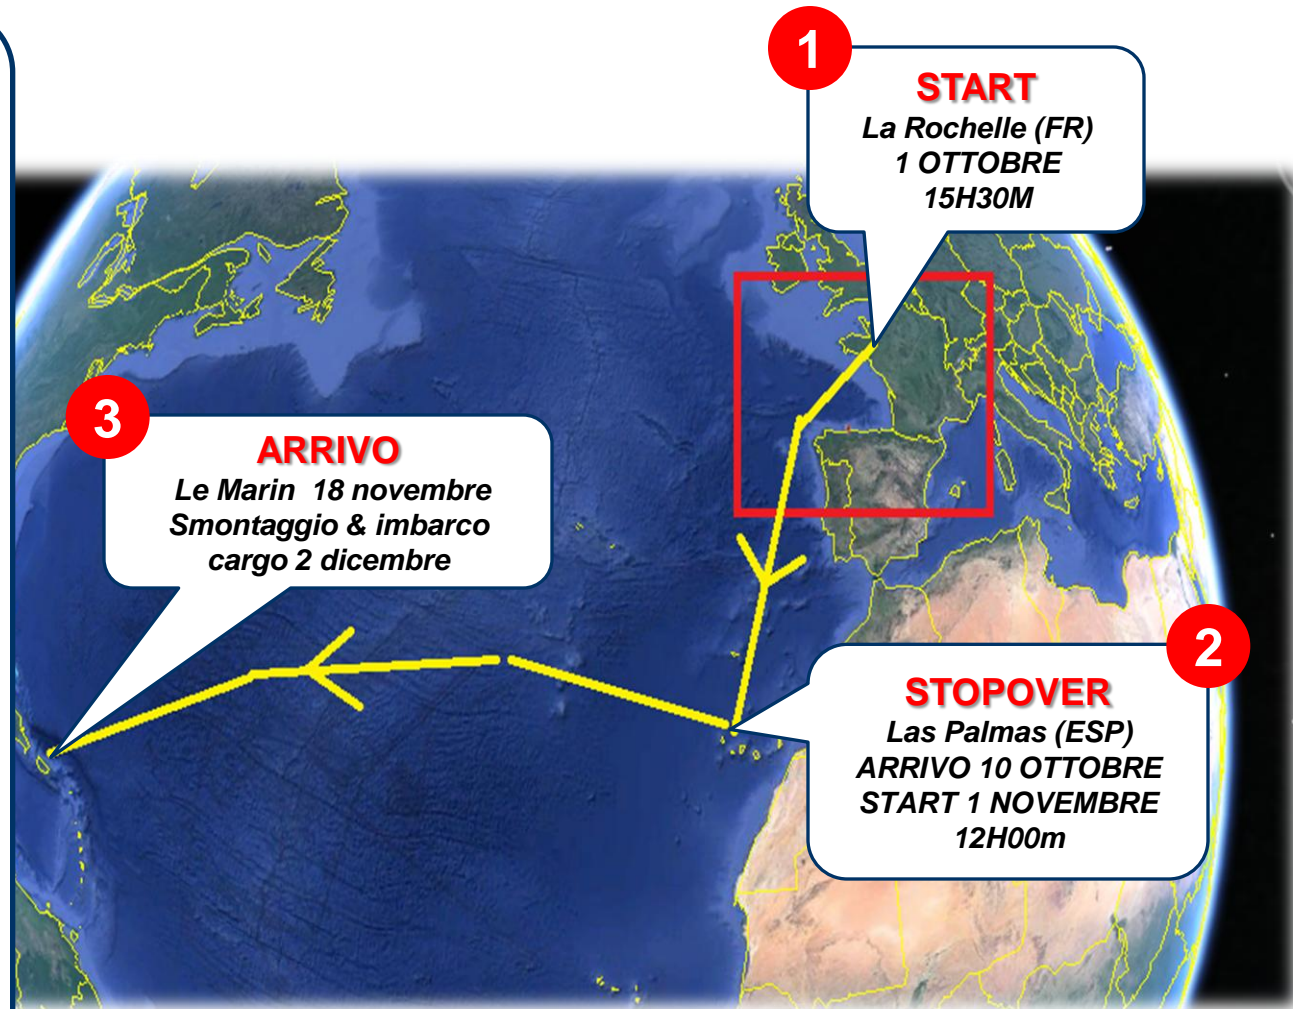 1
START
La Rochelle (FR)
1 OTTOBRE
15H30M
3
ARRIVO
Le Marin 18 novembre
Smontaggio & imbarco
cargo 2 dicembre
2
STOPOVER
Las Palmas (ESP)
ARRIVO 10 OTTOBRE
START 1 NOVEMBRE
12H00m